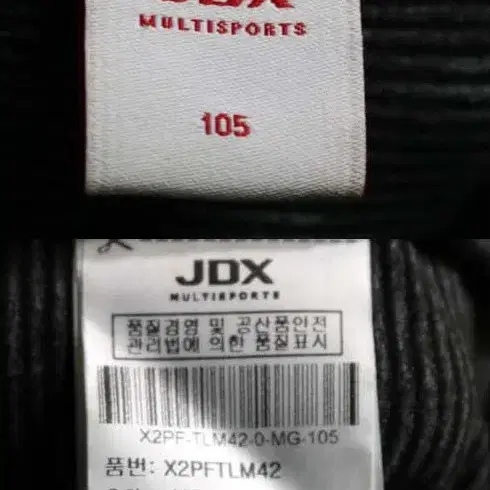 JDX
MULTISPORTS
105
JDX
MULTISPORTS
품질경영 및 공산품안전
관리법에 의한 품질표시
X2PF-TLM42-0-MG-105
품번: X2PFTLM42